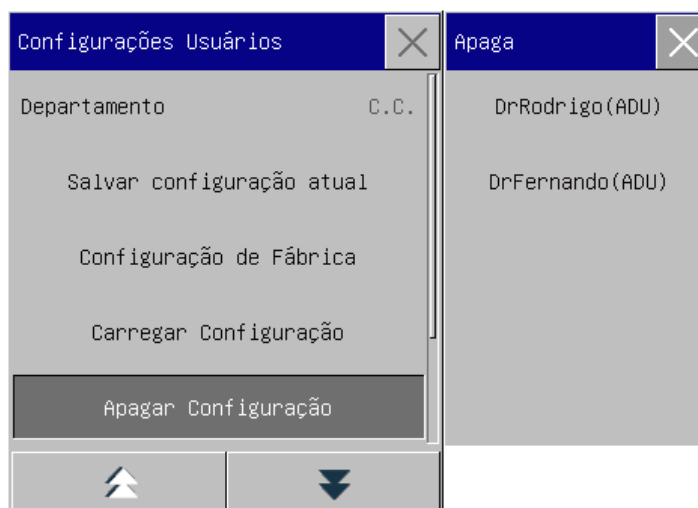 Configurações Usuários
Departamento C.C.
Salvar configuração atual
Configuração de Fábrica
Carregar Configuração
Apagar Configuração
Apaga
DrRodrigo(ADU)
DrFernando(ADU)